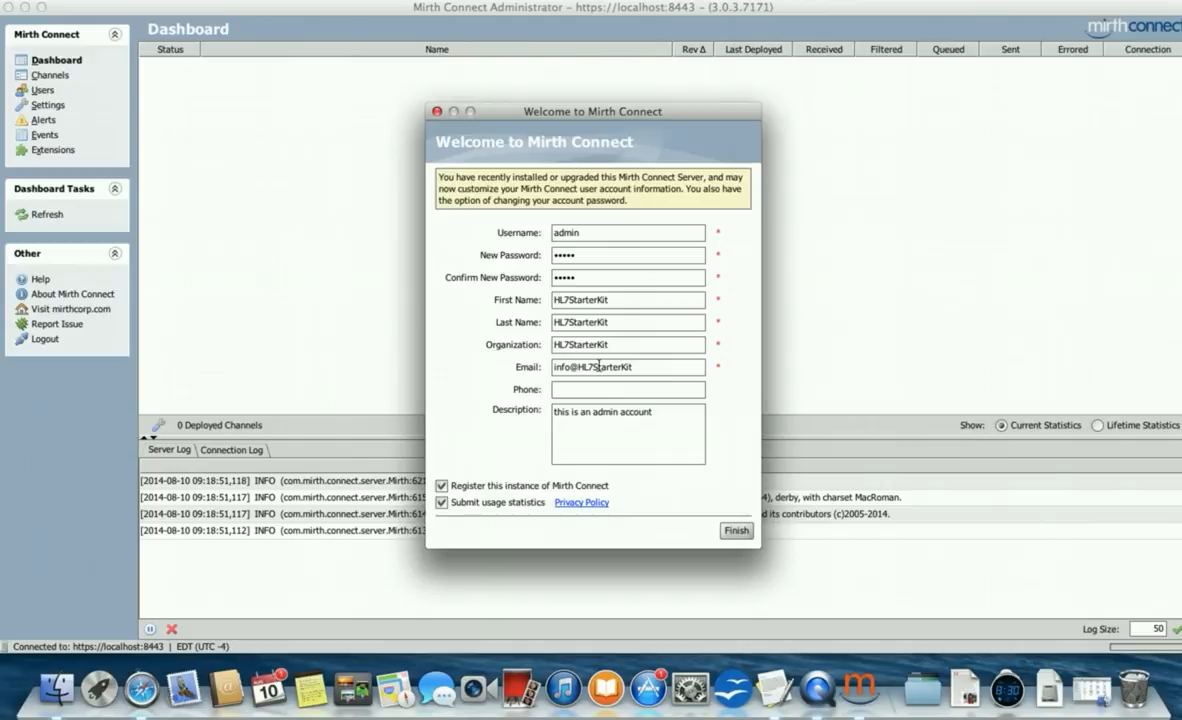 Mirth Connect Administrator - https://localhost:8443 - (3.0.3.7171)
Mirth Connect
Dashboard
Channels
Users
Settings
Alerts
Events
Extensions
Dashboard Tasks
Refresh
Other
Help
About Mirth Connect
Visit mirthcorp.com
Report Issue
Logout
Dashboard
mirthconnect
Status Name Rev Δ Last Deployed Received Filtered Queued Sent Errored Connection
Welcome to Mirth Connect
Welcome to Mirth Connect
You have recently installed or upgraded this Mirth Connect Server, and may
now customize your Mirth Connect user account information. You also have
the option of changing your account password.
Username: admin *
New Password: ••••• *
Confirm New Password: ••••• *
First Name: HL7StarterKit *
Last Name: HL7StarterKit *
Organization: HL7StarterKit *
Email: info@HL7StarterKit *
Phone:
Description: this is an admin account
Register this instance of Mirth Connect
Submit usage statistics Privacy Policy
Finish
0 Deployed Channels
Show: Current Statistics Lifetime Statistics
Server Log Connection Log
[2014-08-10 09:18:51,118] INFO (com.mirth.connect.server.Mirth:621
[2014-08-10 09:18:51,117] INFO (com.mirth.connect.server.Mirth:615 4), derby, with charset MacRoman.
[2014-08-10 09:18:51,117] INFO (com.mirth.connect.server.Mirth:614 its contributors (c)2005-2014.
[2014-08-10 09:18:51,112] INFO (com.mirth.connect.server.Mirth:613
Log Size: 50
Connected to: https://localhost:8443 | EDT (UTC -4)
10
1
1
8:30